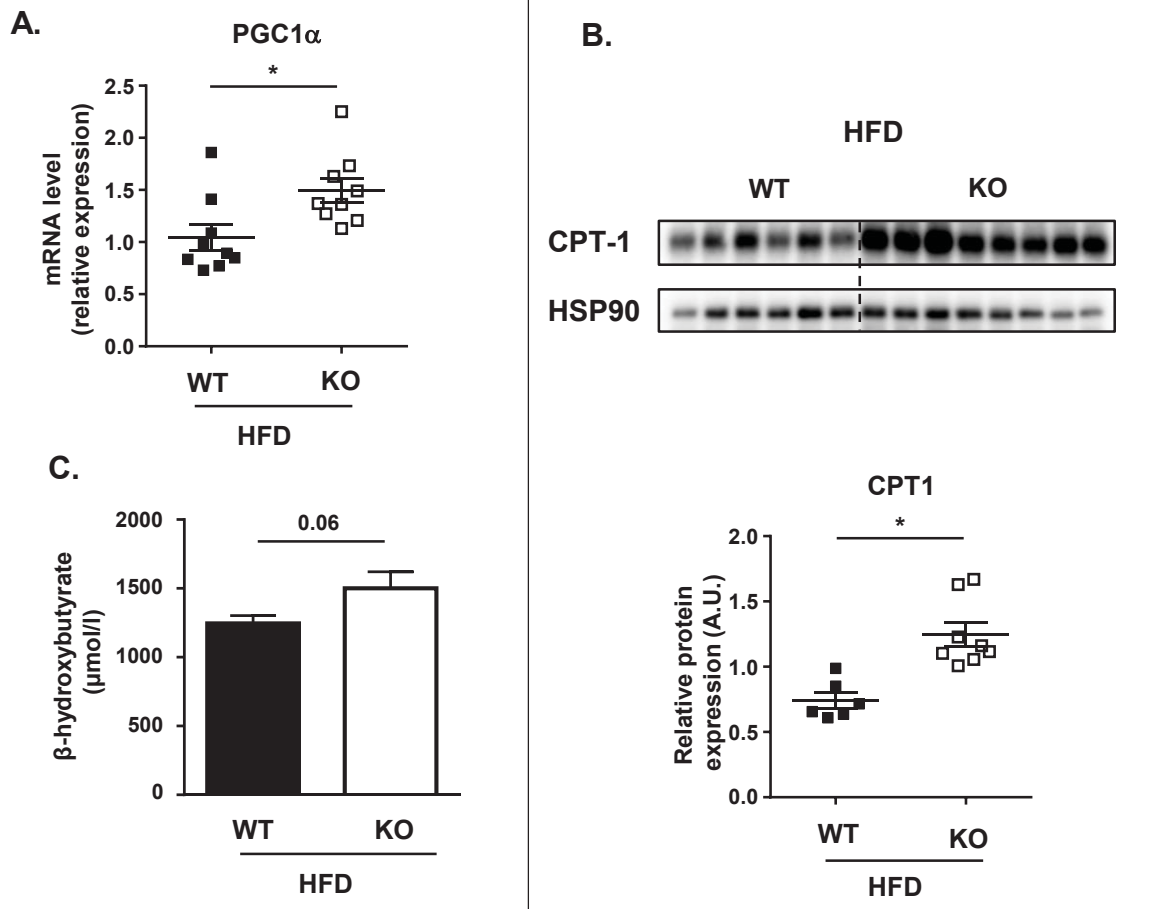 A.
PGC1α
*
mRNA level
(relative expression)
2.5
2.0
1.5
1.0
0.5
0.0
WT KO
HFD
B.
HFD
WT KO
CPT-1
HSP90
C.
0.06
β-hydroxybutyrate
(µmol/l)
2000
1500
1000
500
0
WT KO
HFD
CPT1
*
Relative protein
expression (A.U.)
2.0
1.5
1.0
0.5
0.0
WT KO
HFD